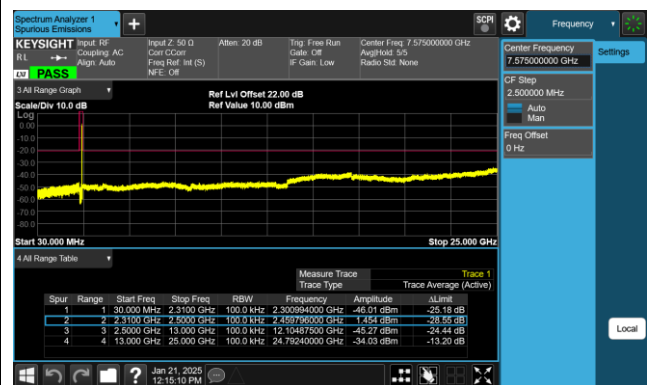 Spectrum Analyzer 1
Spurious Emissions
SCPI
Frequency
KEYSIGHT Input: RF
R L
Coupling: AC
Align: Auto
LXI PASS
Input Z: 50 Ω
Corr CCorr
Freq Ref: Int (S)
NFE: Off
Atten: 20 dB
Trig: Free Run
Gate: Off
IF Gain: Low
Center Freq: 7.575000000 GHz
Avg|Hold: 5/5
Radio Std: None
Center Frequency
7.575000000 GHz
Settings
CF Step
2.500000 MHz
Auto
Man
Freq Offset
0 Hz
3 All Range Graph
Scale/Div 10.0 dB
Ref Lvl Offset 22.00 dB
Ref Value 10.00 dBm
Log
0.00
-10.0
-20.0
-30.0
-40.0
-50.0
-60.0
-70.0
-80.0
Start 30.000 MHz
Stop 25.000 GHz
4 All Range Table
Measure Trace Trace 1
Trace Type Trace Average (Active)
Spur Range Start Freq Stop Freq RBW Frequency Amplitude ΔLimit
1 1 30.000 MHz 2.3100 GHz 100.0 kHz 2.300994000 GHz -46.01 dBm -25.18 dB
2 2 2.3100 GHz 2.5000 GHz 100.0 kHz 2.459796000 GHz 1.454 dBm -28.55 dB
3 3 2.5000 GHz 13.000 GHz 100.0 kHz 12.10487500 GHz -45.27 dBm -24.44 dB
4 4 13.000 GHz 25.000 GHz 100.0 kHz 24.79240000 GHz -34.03 dBm -13.20 dB
Local
?
Jan 21, 2025
12:15:10 PM